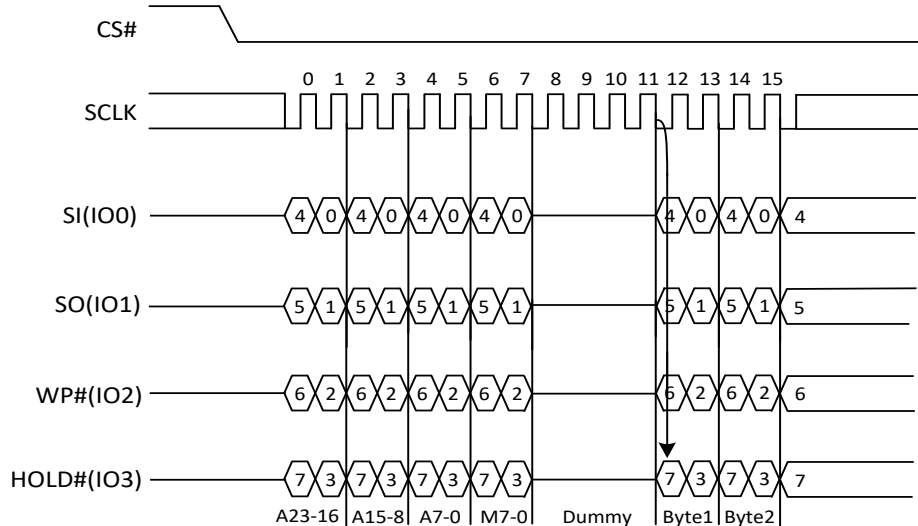 CS#
0 1 2 3 4 5 6 7 8 9 10 11 12 13 14 15
SCLK
SI(IO0) 4 0 4 0 4 0 4 0 4 0 4 0 4
SO(IO1) 5 1 5 1 5 1 5 1 5 1 5 1 5
WP#(IO2) 6 2 6 2 6 2 6 2 6 2 6 2 6
HOLD#(IO3) 7 3 7 3 7 3 7 3 7 3 7 3 7
A23-16 A15-8 A7-0 M7-0 Dummy Byte1 Byte2